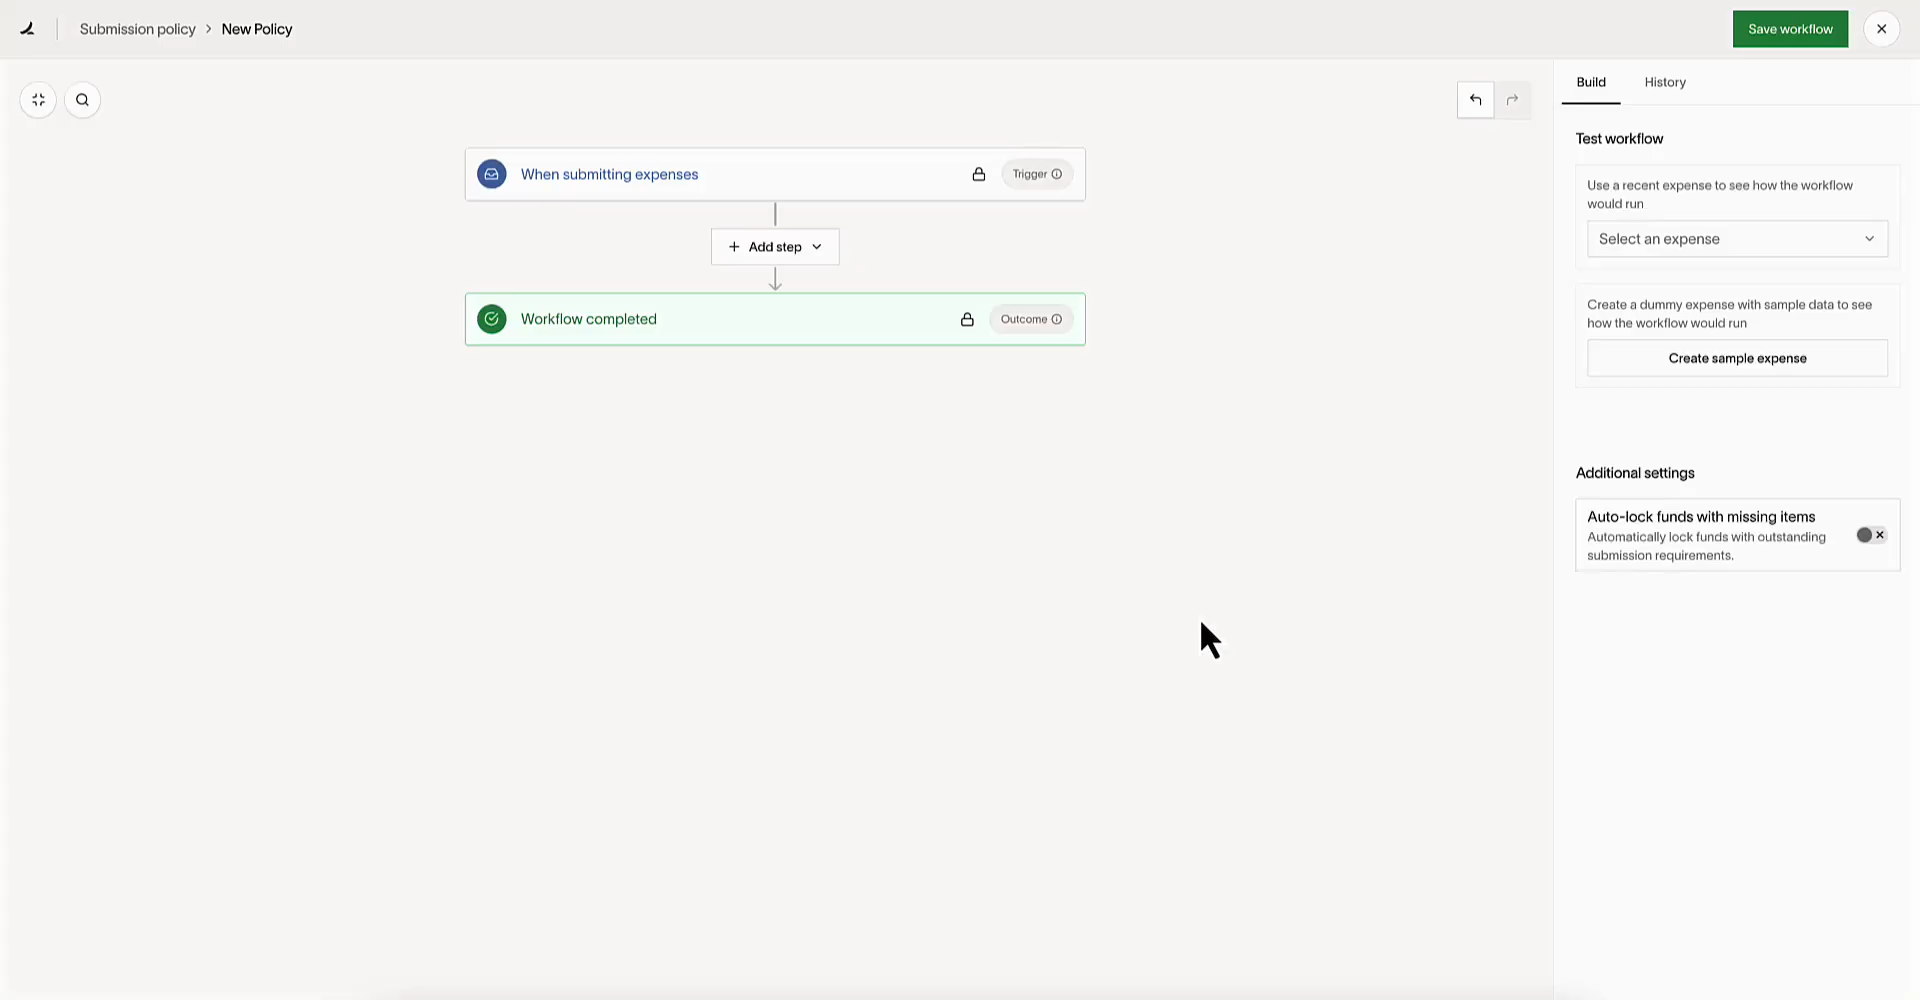 Submission policy > New Policy
Save workflow
Build
History
Test workflow
Use a recent expense to see how the workflow
would run
Select an expense
Create a dummy expense with sample data to see
how the workflow would run
Create sample expense
Additional settings
Auto-lock funds with missing items
Automatically lock funds with outstanding
submission requirements.
When submitting expenses
Trigger
Add step
Workflow completed
Outcome